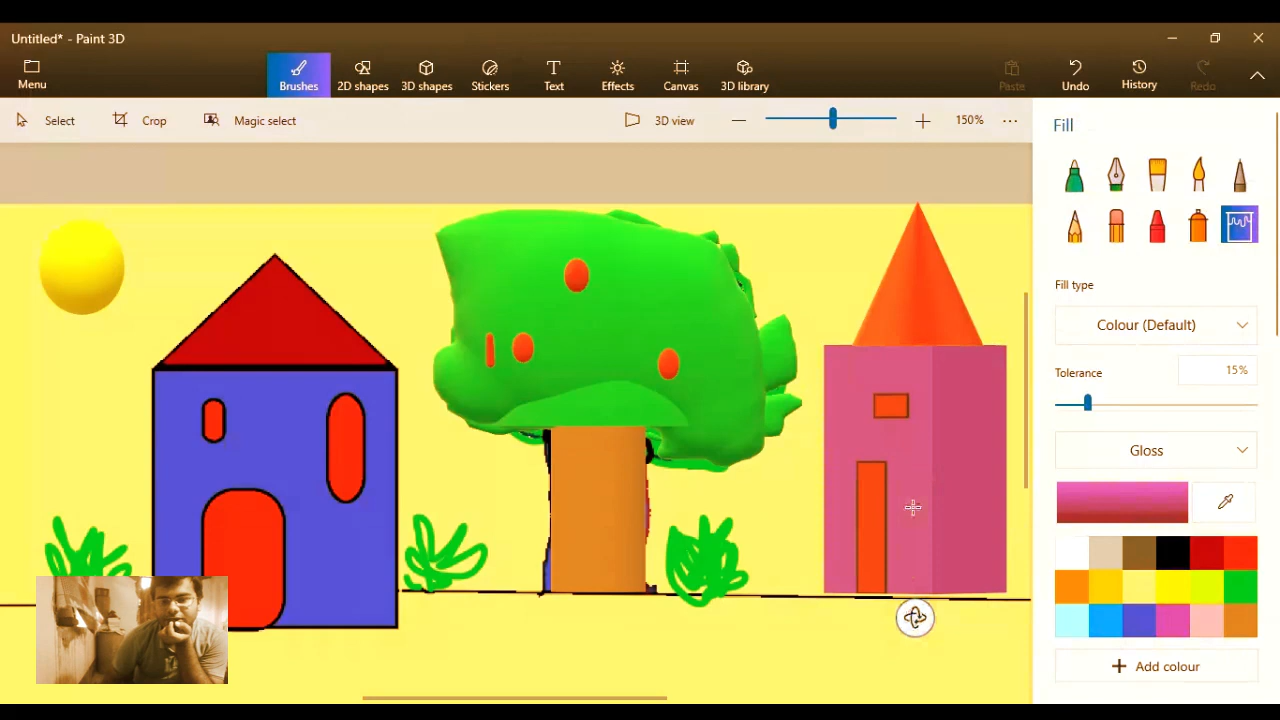 Untitled* - Paint 3D
Menu
Brushes
2D shapes
3D shapes
Stickers
Text
Effects
Canvas
3D library
Paste
Undo
History
Redo
Select
Crop
Magic select
3D view
150%
Fill
Fill type
Colour (Default)
Tolerance
15%
Gloss
Add colour